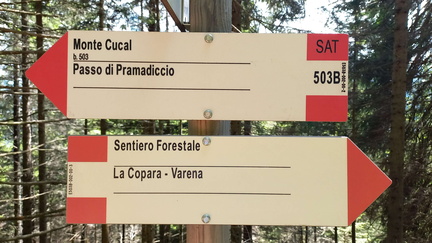 Monte Cucal
b. 503
Passo di Pramadiccio
SAT
503B
Sentiero Forestale
La Copara - Varena